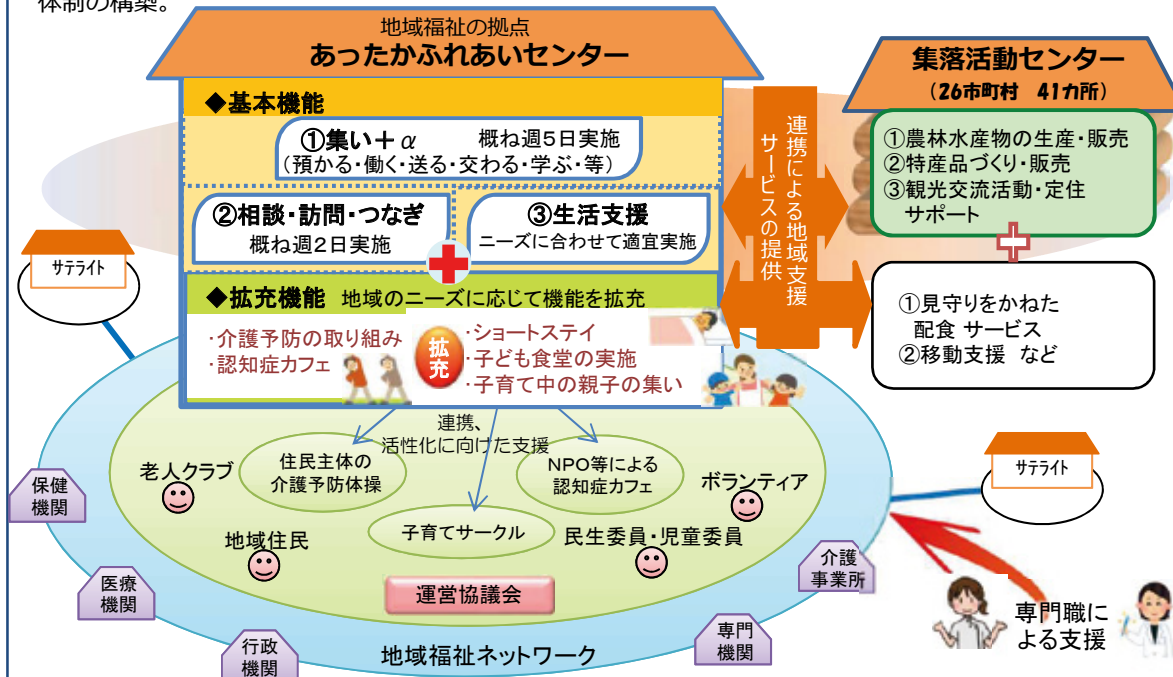 体制の構築。
地域福祉の拠点
あったかふれあいセンター
◆基本機能
①集い+α 概ね週5日実施
(預かる・働く・送る・交わる・学ぶ・等)
②相談・訪問・つなぎ
概ね週2日実施
③生活支援
ニーズに合わせて適宜実施
◆拡充機能 地域のニーズに応じて機能を拡充
・介護予防の取り組み
・認知症カフェ
拡充
・ショートステイ
・子ども食堂の実施
・子育て中の親子の集い
連携による地域支援
サービスの提供
集落活動センター
(26市町村 41カ所)
①農林水産物の生産・販売
②特産品づくり・販売
③観光交流活動・定住
サポート
①見守りをかねた
配食 サービス
②移動支援 など
サテライト
連携、
活性化に向けた支援
老人クラブ
住民主体の
介護予防体操
NPO等による
認知症カフェ
ボランティア
地域住民
子育てサークル
民生委員・児童委員
運営協議会
地域福祉ネットワーク
保健
機関
医療
機関
行政
機関
専門
機関
介護
事業所
サテライト
専門職に
よる支援